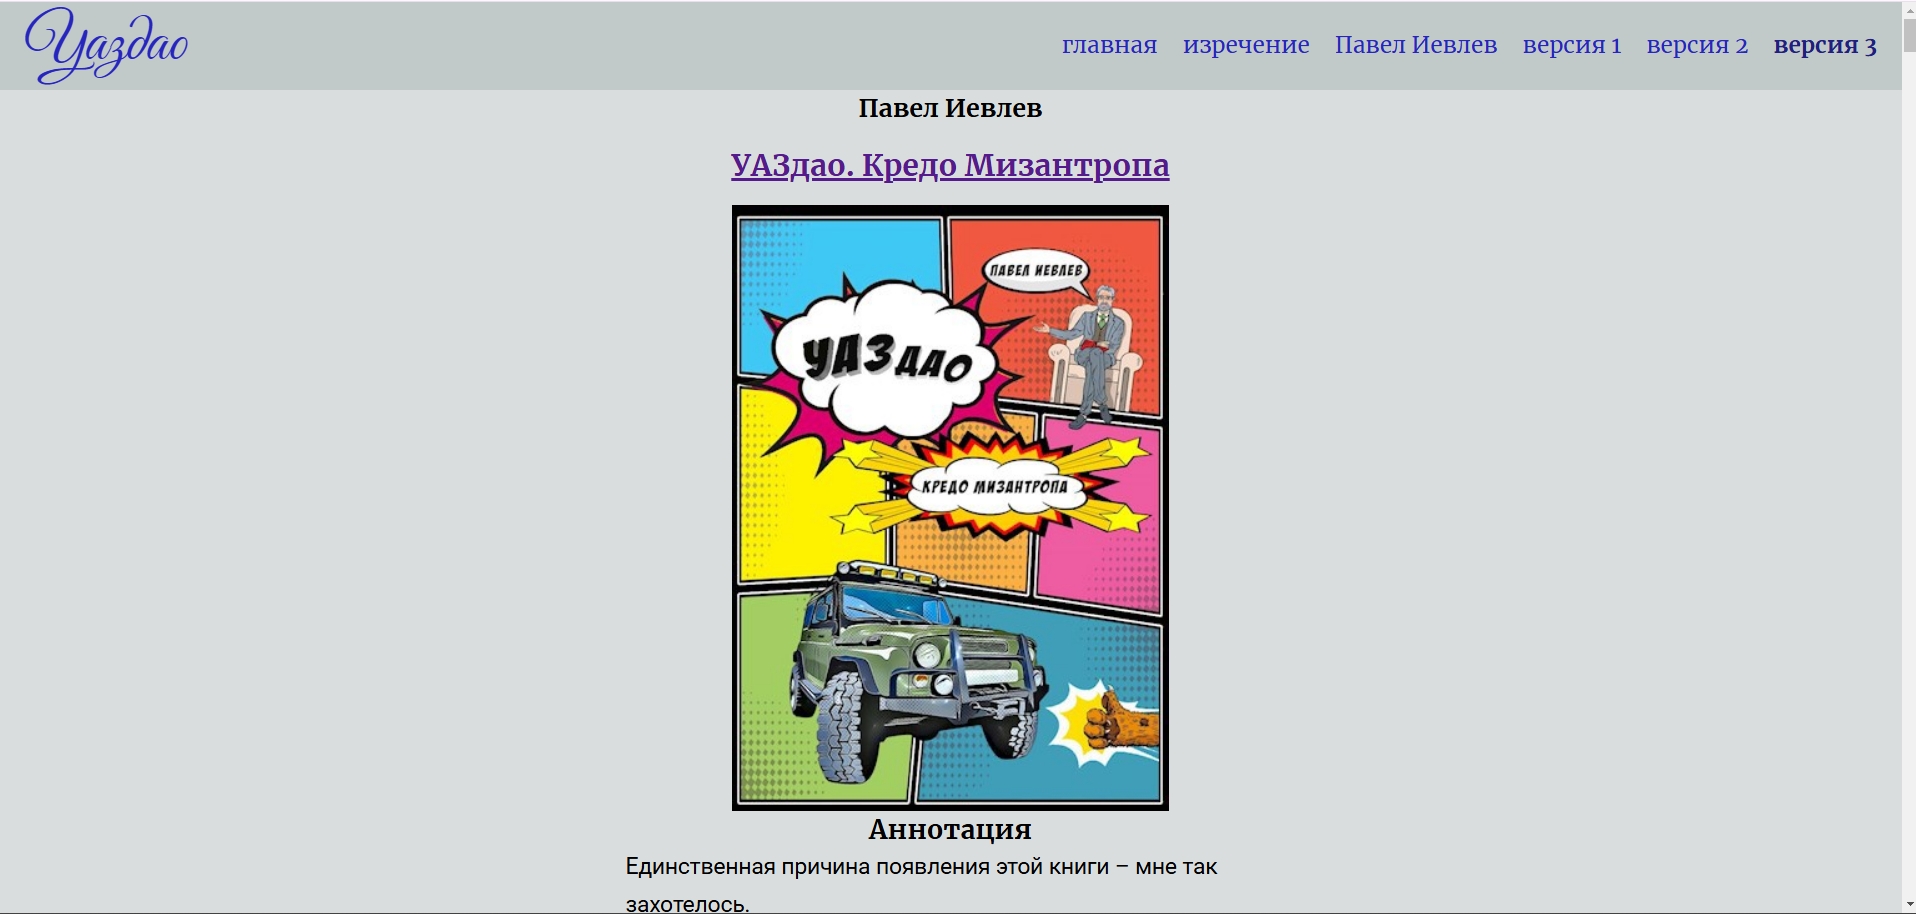 Уаздао
главная изречение Павел Иевлев версия 1 версия 2 версия 3
Павел Иевлев
УАЗдао. Кредо Мизантропа
ПАВЕЛ ИЕВЛЕВ
УАЗДАО
КРЕДО МИЗАНТРОПА
Аннотация
Единственная причина появления этой книги – мне так
захотелось.